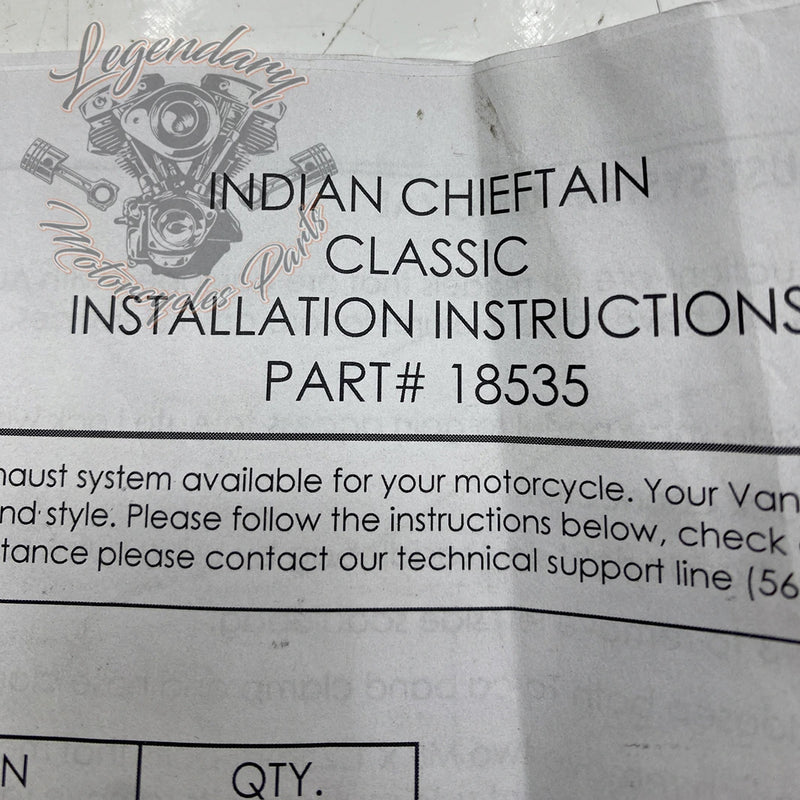 Legendary
Motorcycles Parts
INDIAN CHIEFTAIN
CLASSIC
INSTALLATION INSTRUCTIONS
PART# 18535
haust system available for your motorcycle. Your Van
nd style. Please follow the instructions below, check
tance please contact our technical support line (56
N QTY.